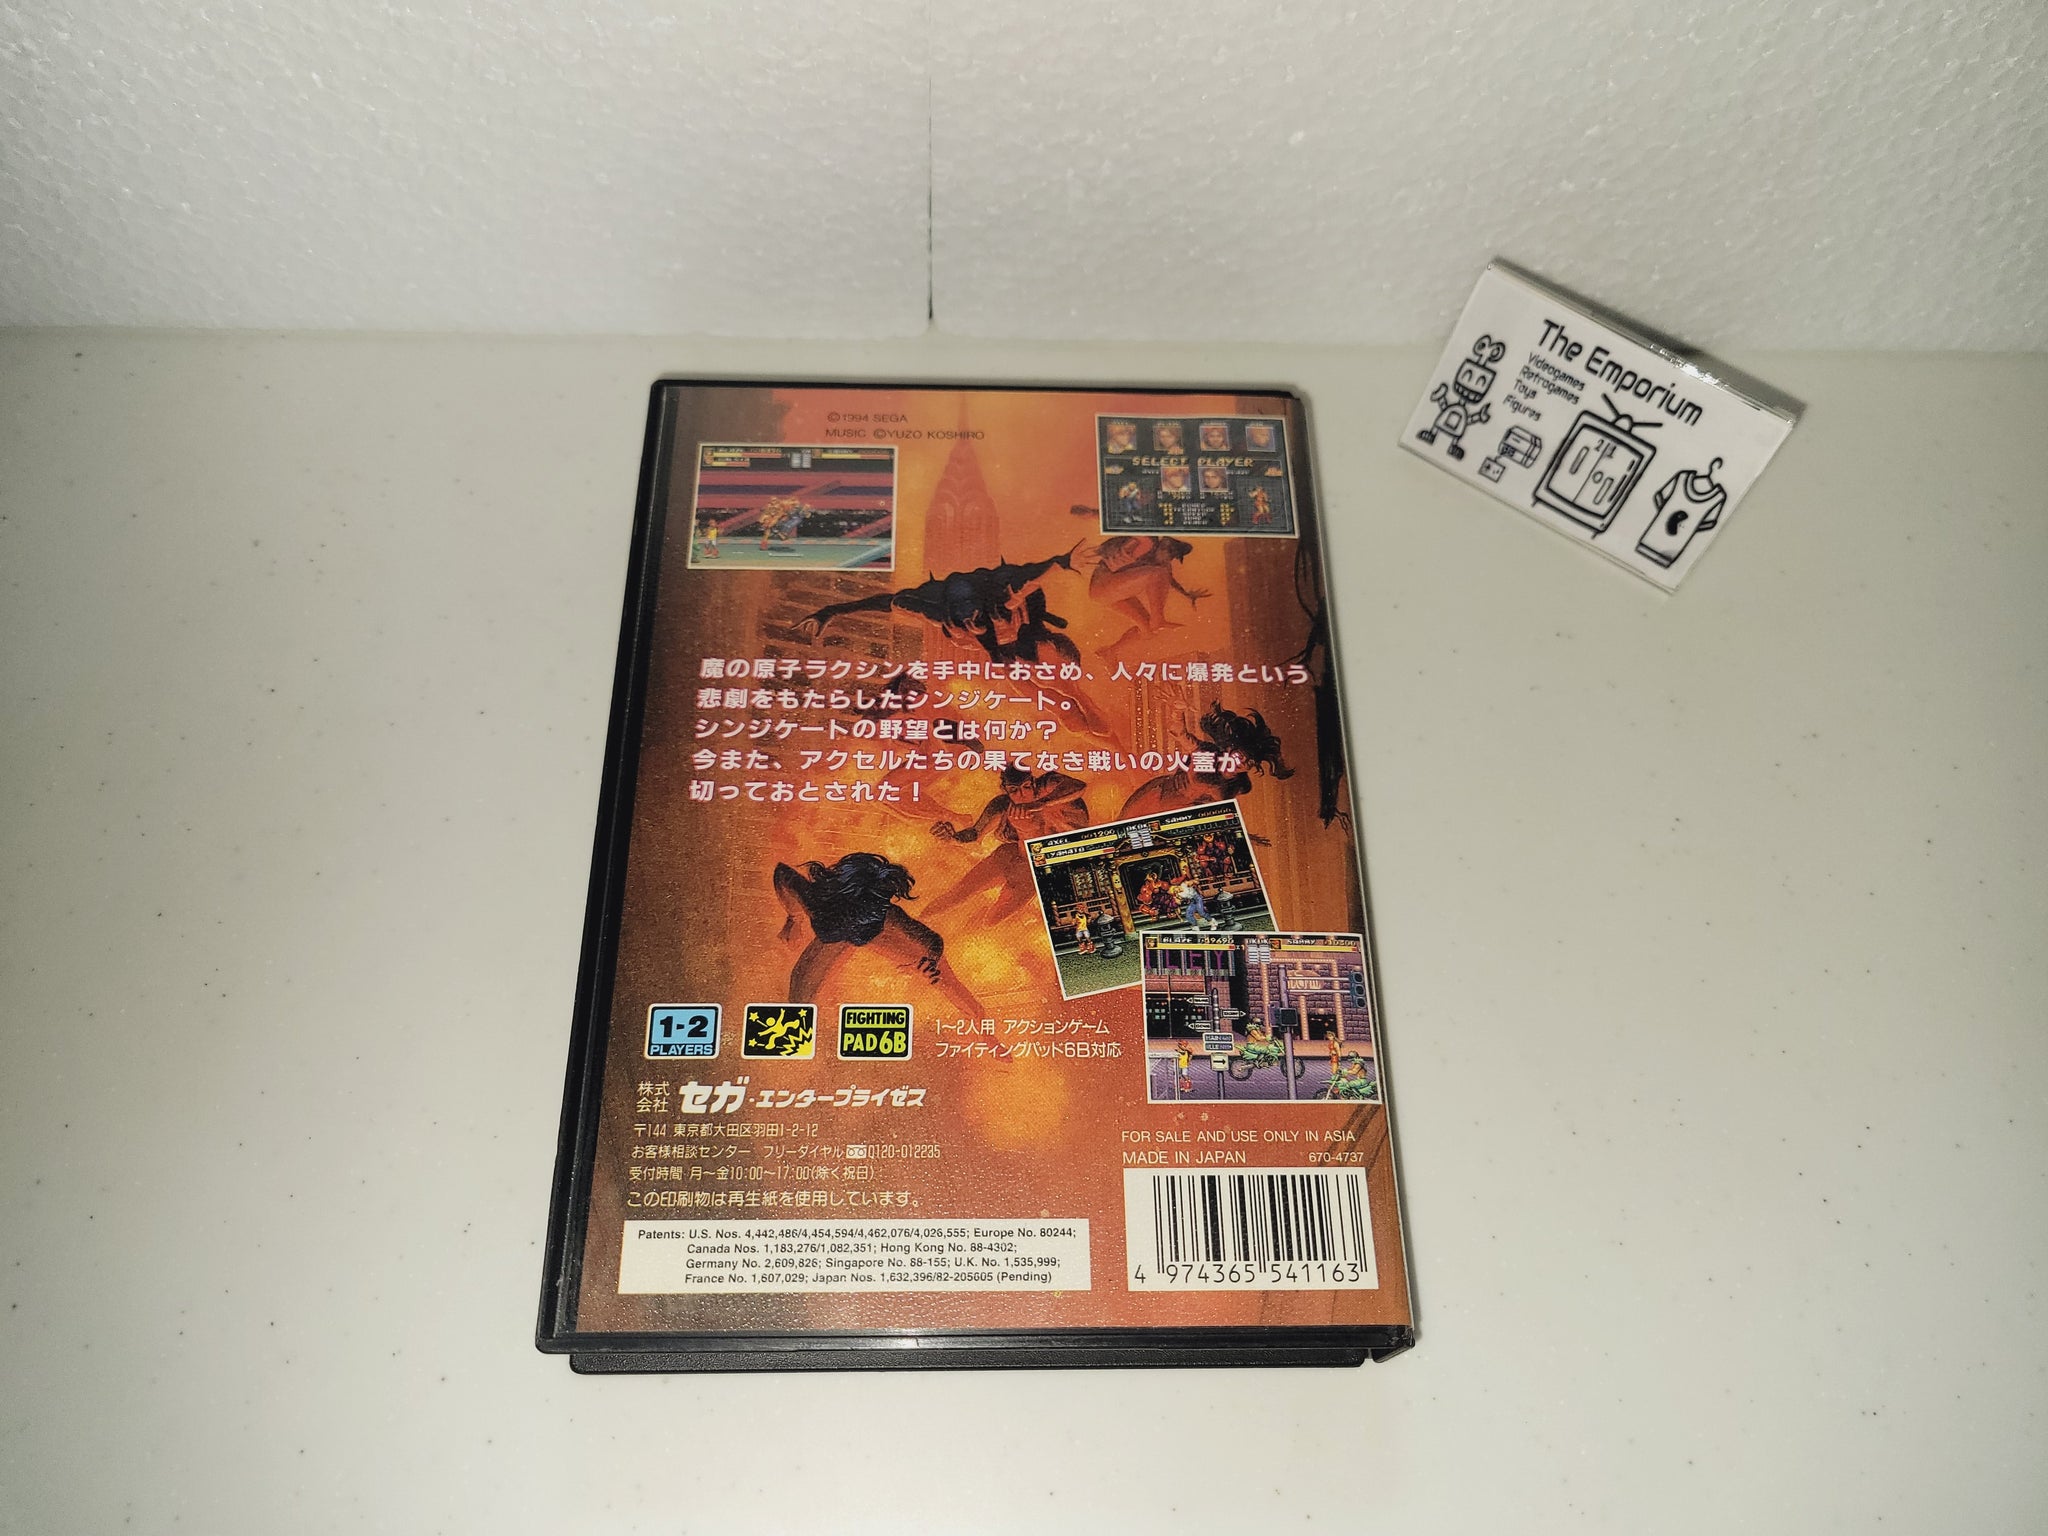 ©1994 SEGA
MUSIC ©YUZO KOSHIRO
SELECT PLAYER
魔の原子ラクシンを手中におさめ、人々に爆発という
悲劇をもたらしたシンジケート。
シンジケートの野望とは何か?
今また、アクセルたちの果てなき戦いの火蓋が
切っておとされた!
AXEL 001200
SAMMY 000000
YAMATO
BLAZE
SAMMY
1-2
PLAYERS
FIGHTING
PAD 6B
1〜2人用 アクションゲーム
ファイティングパッド6B対応
株式
会社 セガ・エンタープライゼス
〒144 東京都大田区羽田1-2-12
お客様相談センター フリーダイヤル 0120-012235
受付時間 月〜金10:00〜17:00(除く祝日)
この印刷物は再生紙を使用しています。
FOR SALE AND USE ONLY IN ASIA
MADE IN JAPAN 670-4737
Patents: U.S. Nos. 4,442,486/4,454,594/4,462,076/4,026,555; Europe No. 80244;
Canada Nos. 1,183,276/1,082,351; Hong Kong No. 88-4302;
Germany No. 2,609,826; Singapore No. 88-155; U.K. No. 1,535,999;
France No. 1,607,029; Japan Nos. 1,632,396/82-205605 (Pending)
4 974365 541163
The Emporium
Videogames
Retrogames
Toys
Figures